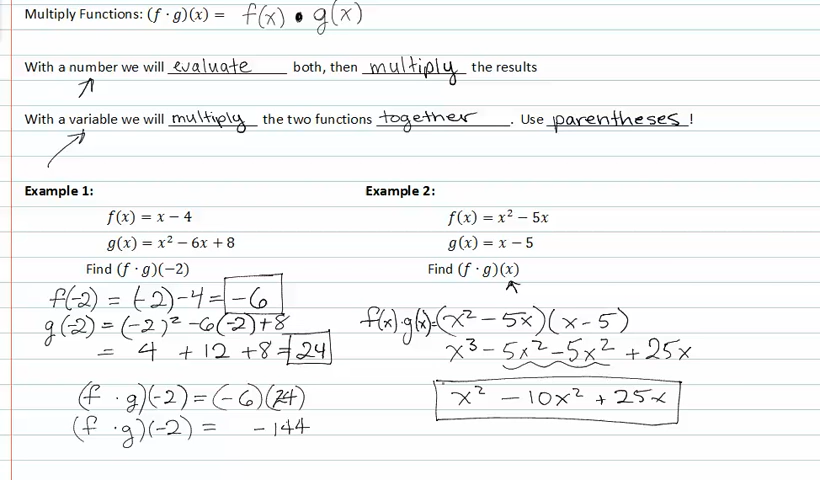 Multiply Functions: (f · g)(x) = f(x) • g(x)
With a number we will evaluate both, then multiply the results
With a variable we will multiply the two functions together. Use parentheses!
Example 1:
f(x) = x − 4
g(x) = x² − 6x + 8
Find (f · g)(−2)
f(-2) = (-2)-4 = -6
g(-2) = (-2)² -6(-2)+8
= 4 +12 +8 = 24
(f · g)(-2) = (-6)(24)
(f · g)(-2) = -144
Example 2:
f(x) = x² − 5x
g(x) = x − 5
Find (f · g)(x)
f(x)·g(x)=(x² - 5x)(x-5)
x³ - 5x² - 5x² + 25x
x² - 10x² + 25x